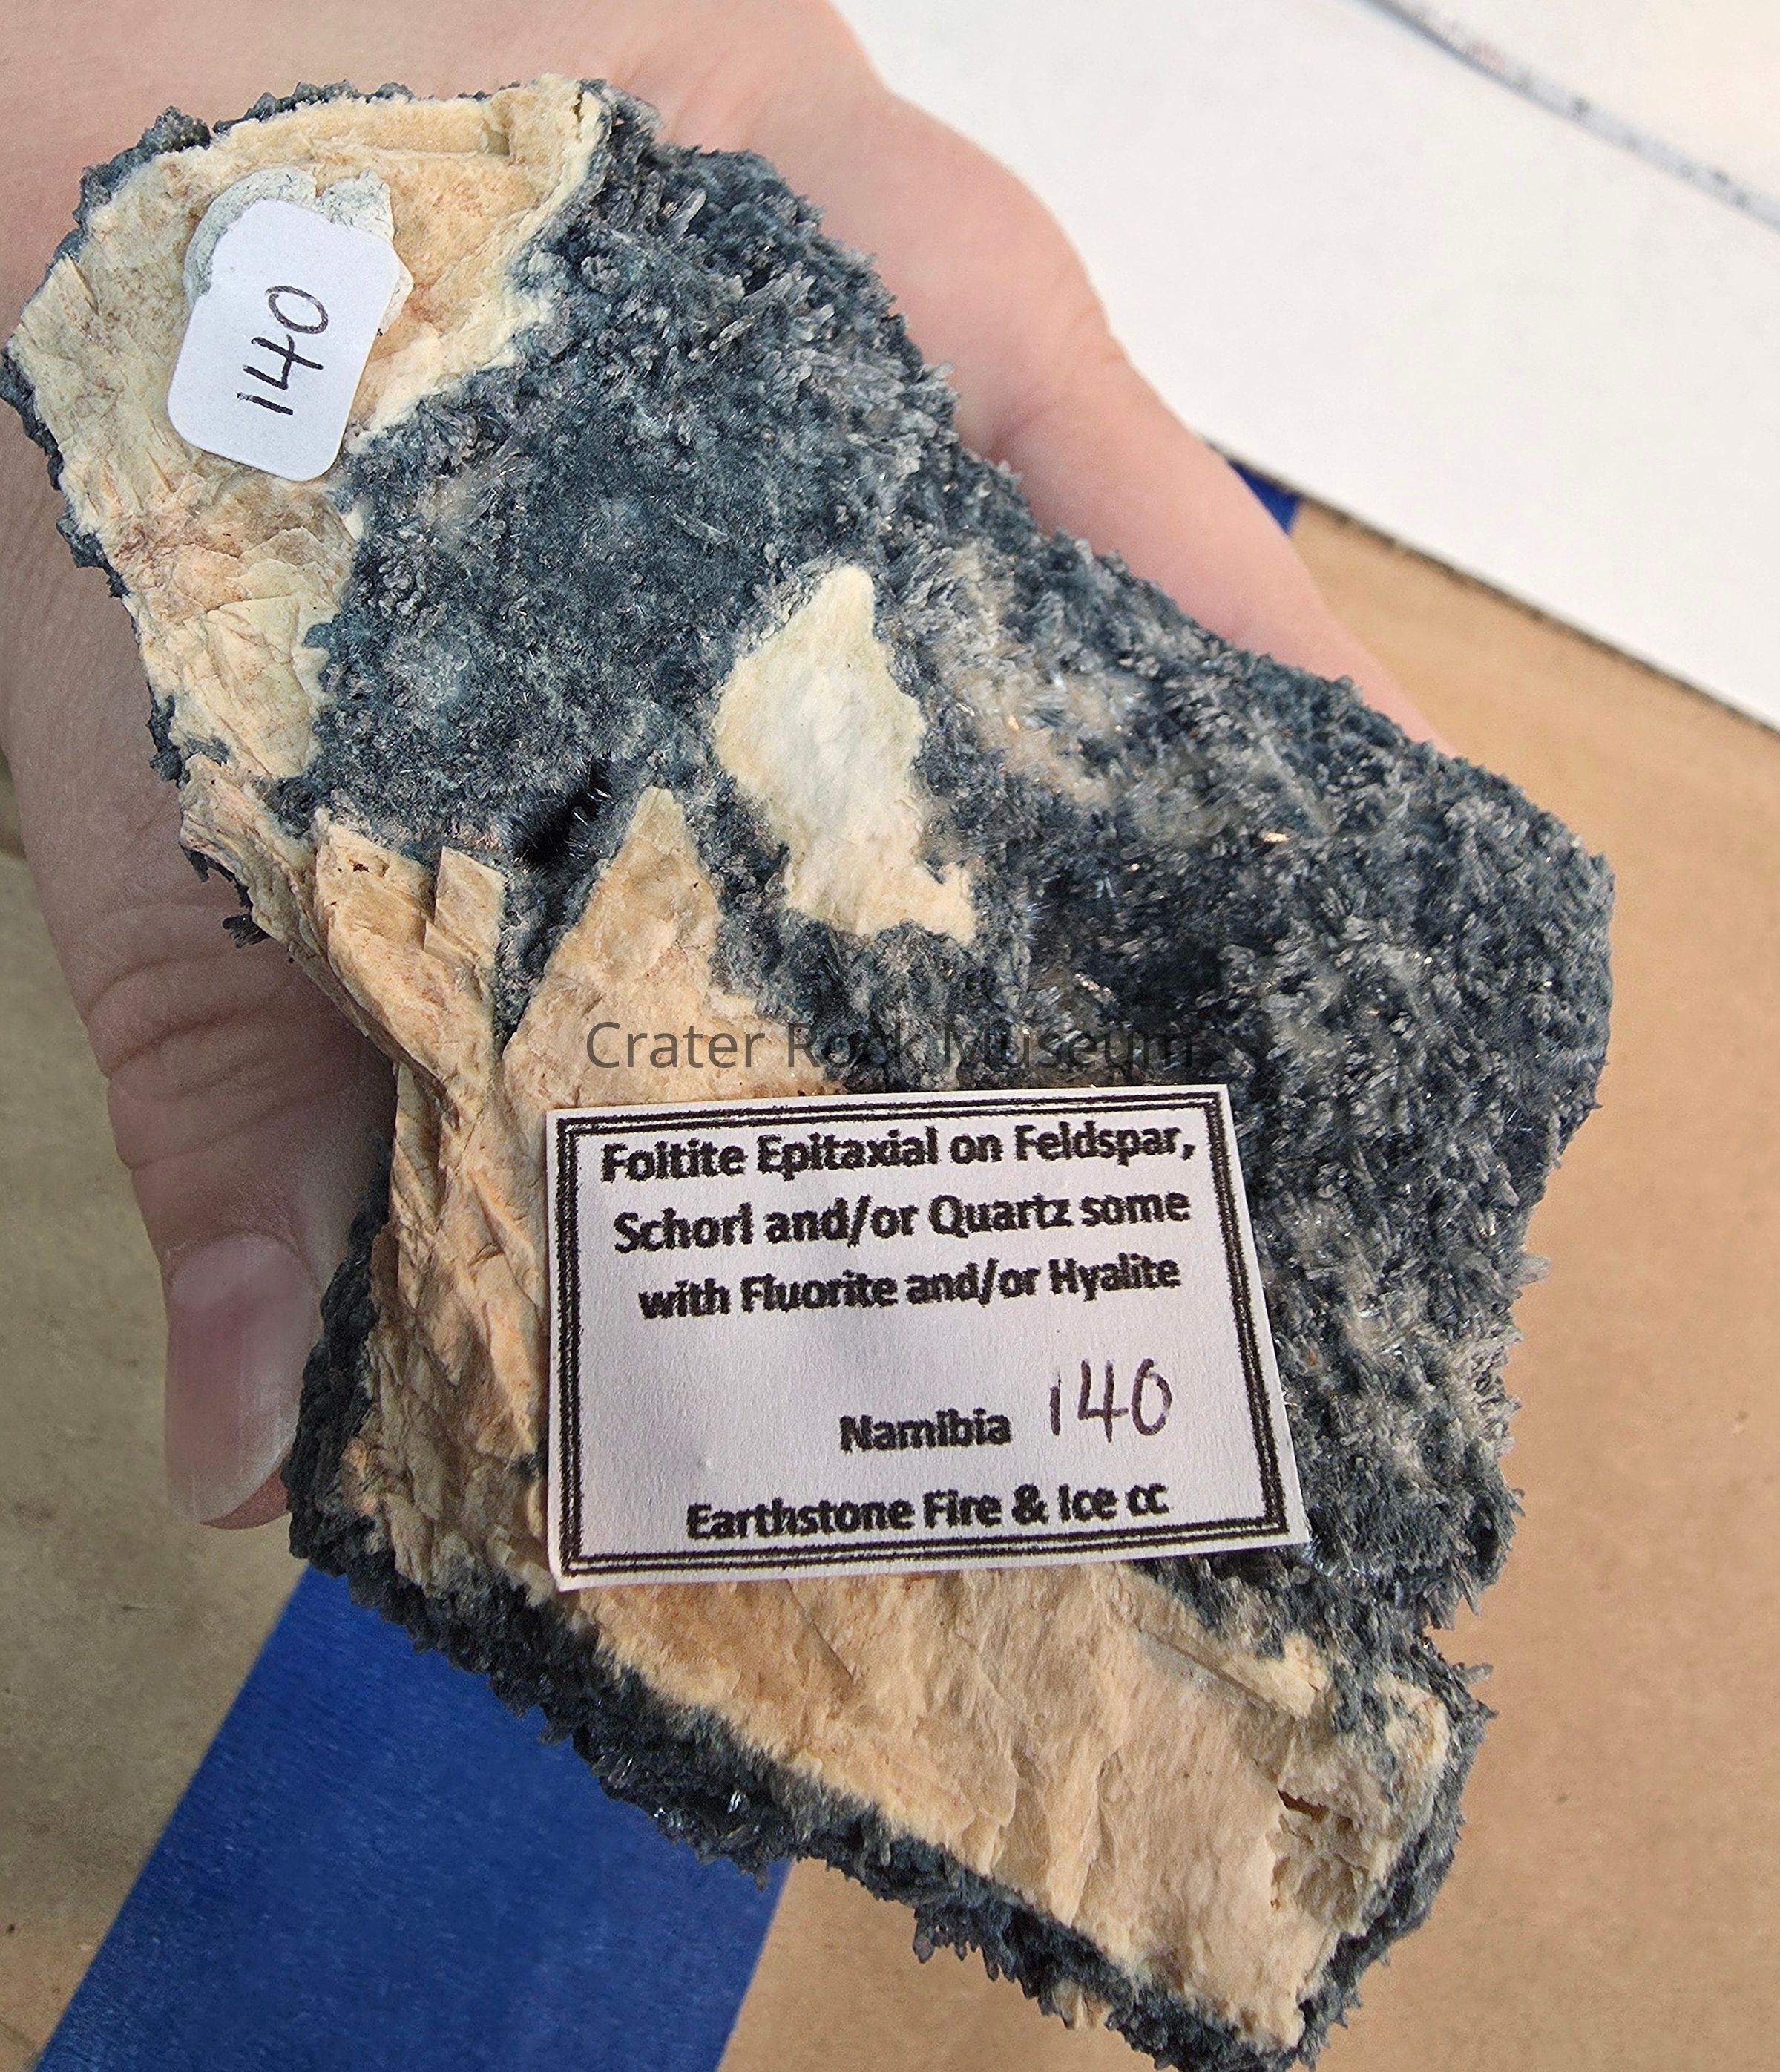 140
Crater Rock Museum
Foitite Epitaxial on Feldspar,
Schorl and/or Quartz some
with Fluorite and/or Hyalite
Namibia 140
Earthstone Fire & Ice cc